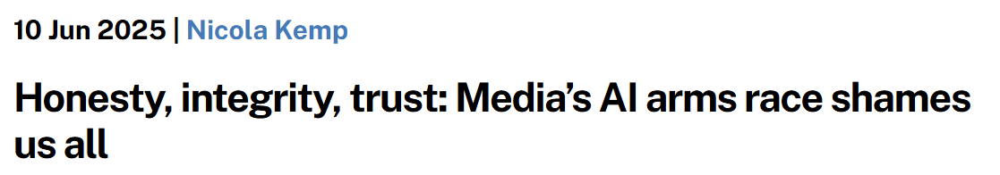 10 Jun 2025 | Nicola Kemp
Honesty, integrity, trust: Media’s AI arms race shames
us all